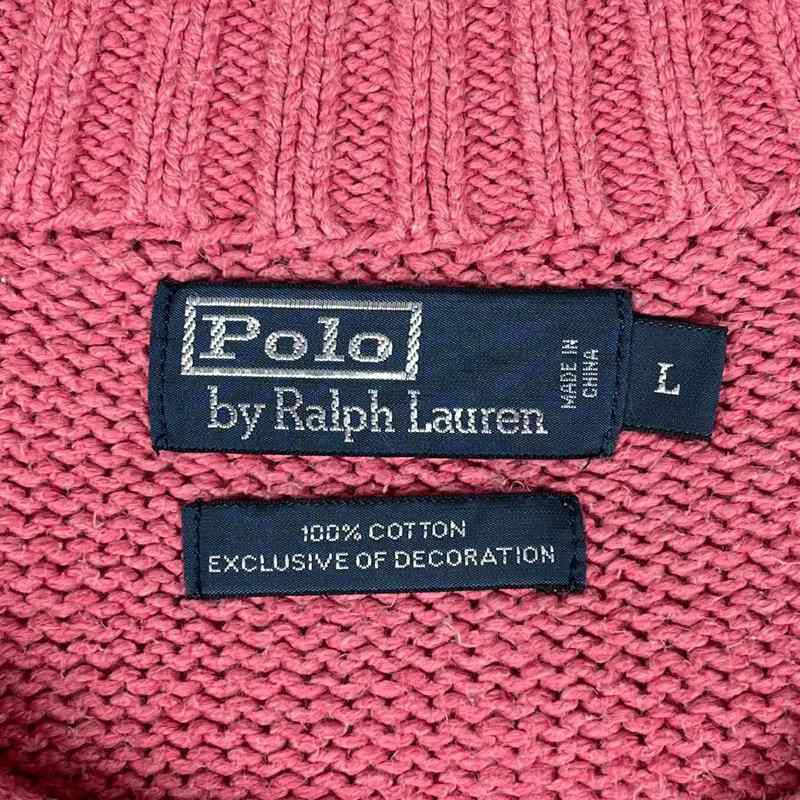 Polo
by Ralph Lauren
MADE IN
CHINA
L
100% COTTON
EXCLUSIVE OF DECORATION